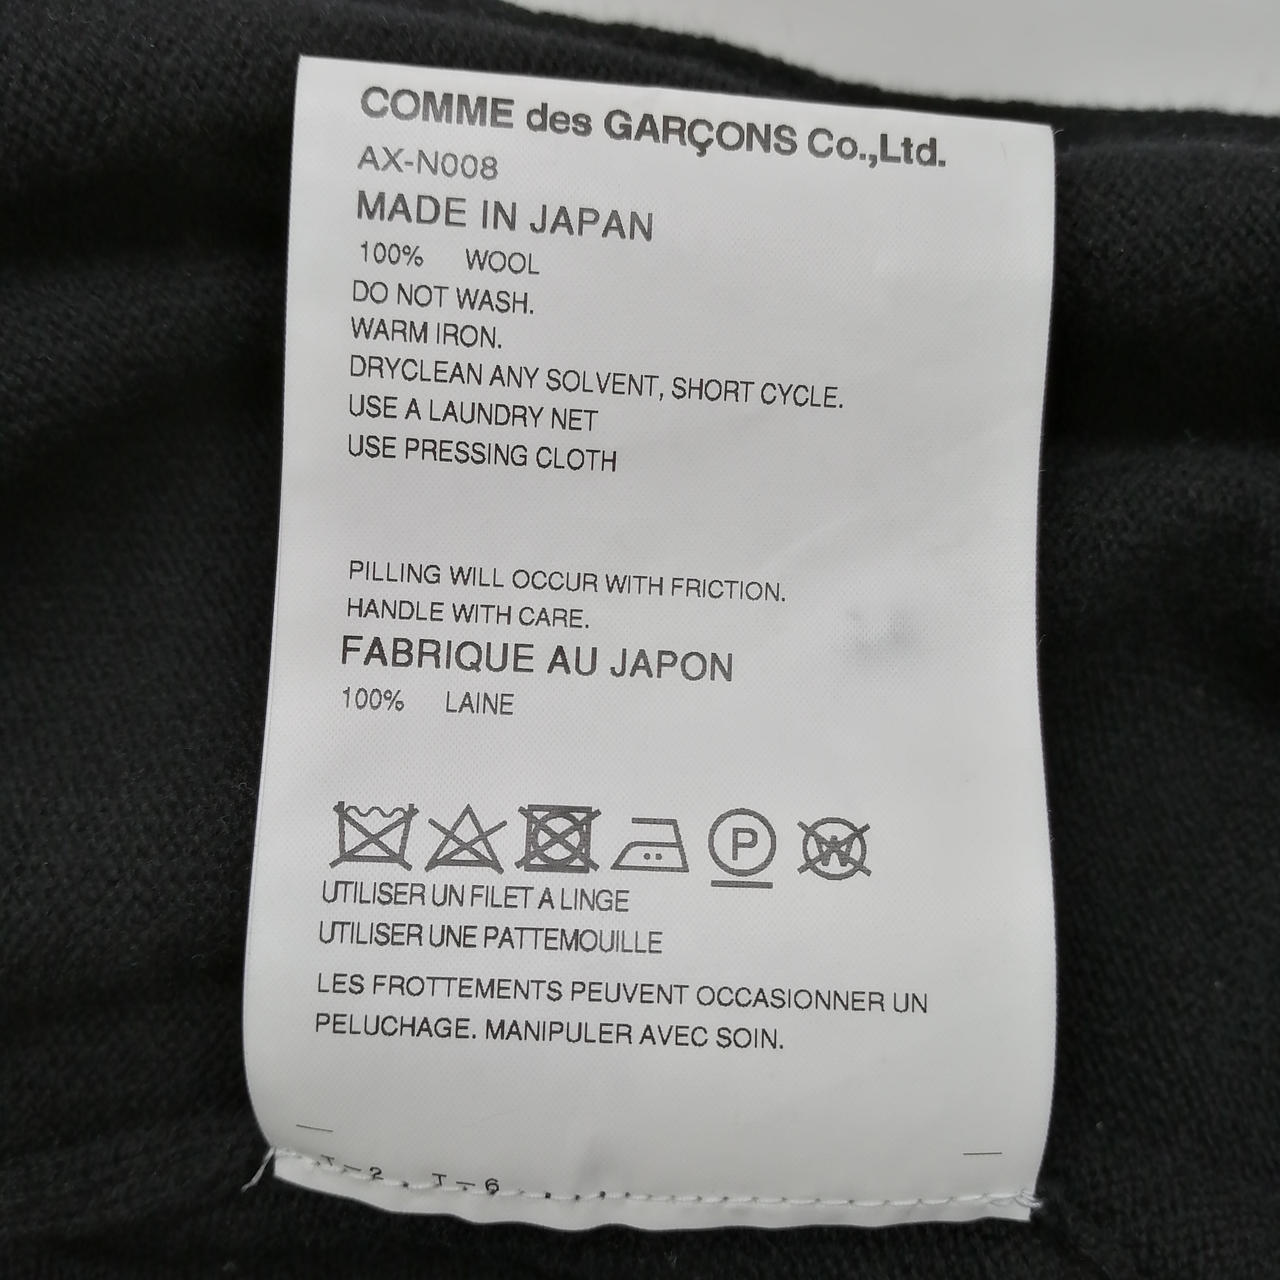 COMME des GARÇONS Co.,Ltd.
AX-N008
MADE IN JAPAN
100% WOOL
DO NOT WASH.
WARM IRON.
DRYCLEAN ANY SOLVENT, SHORT CYCLE.
USE A LAUNDRY NET
USE PRESSING CLOTH
PILLING WILL OCCUR WITH FRICTION.
HANDLE WITH CARE.
FABRIQUE AU JAPON
100% LAINE
P W
UTILISER UN FILET A LINGE
UTILISER UNE PATTEMOUILLE
LES FROTTEMENTS PEUVENT OCCASIONNER UN
PELUCHAGE. MANIPULER AVEC SOIN.
T-6